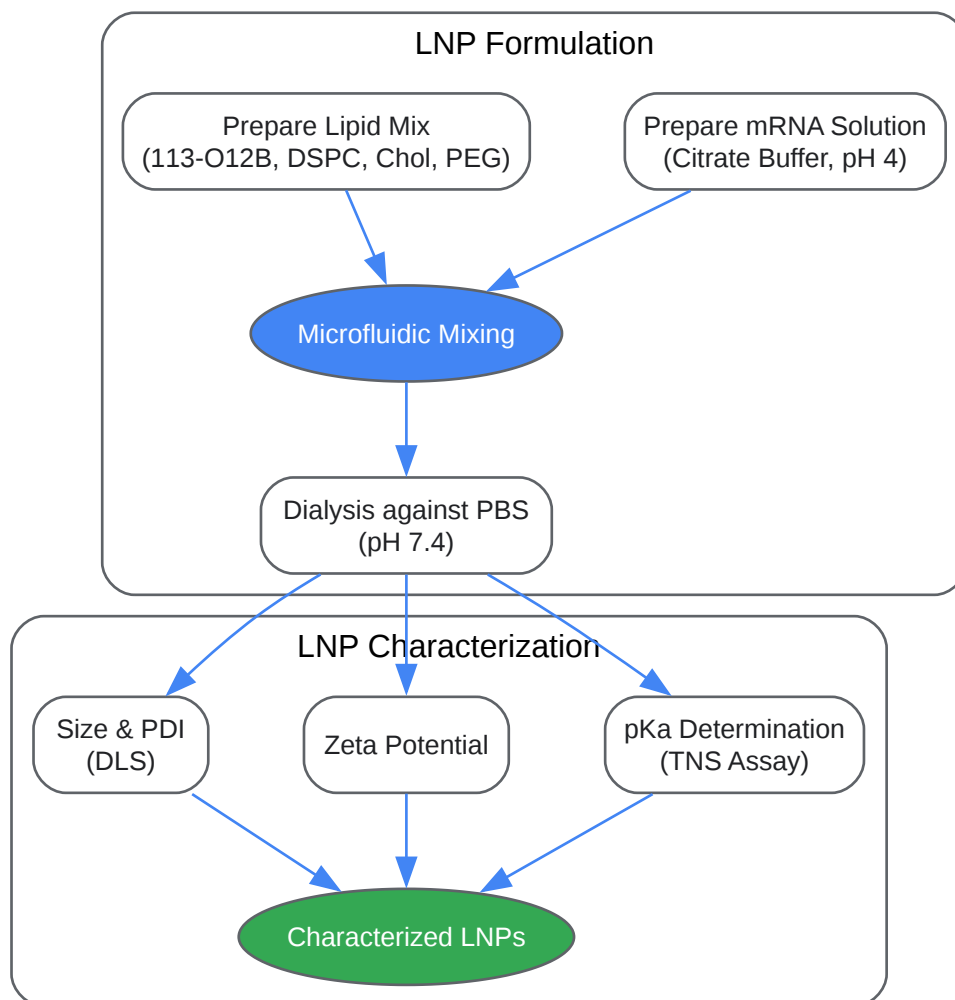 LNP Formulation
Prepare Lipid Mix
(113-O12B, DSPC, Chol, PEG)
Prepare mRNA Solution
(Citrate Buffer, pH 4)
Microfluidic Mixing
Dialysis against PBS
(pH 7.4)
LNP Characterization
Size & PDI
(DLS)
Zeta Potential
pKa Determination
(TNS Assay)
Characterized LNPs